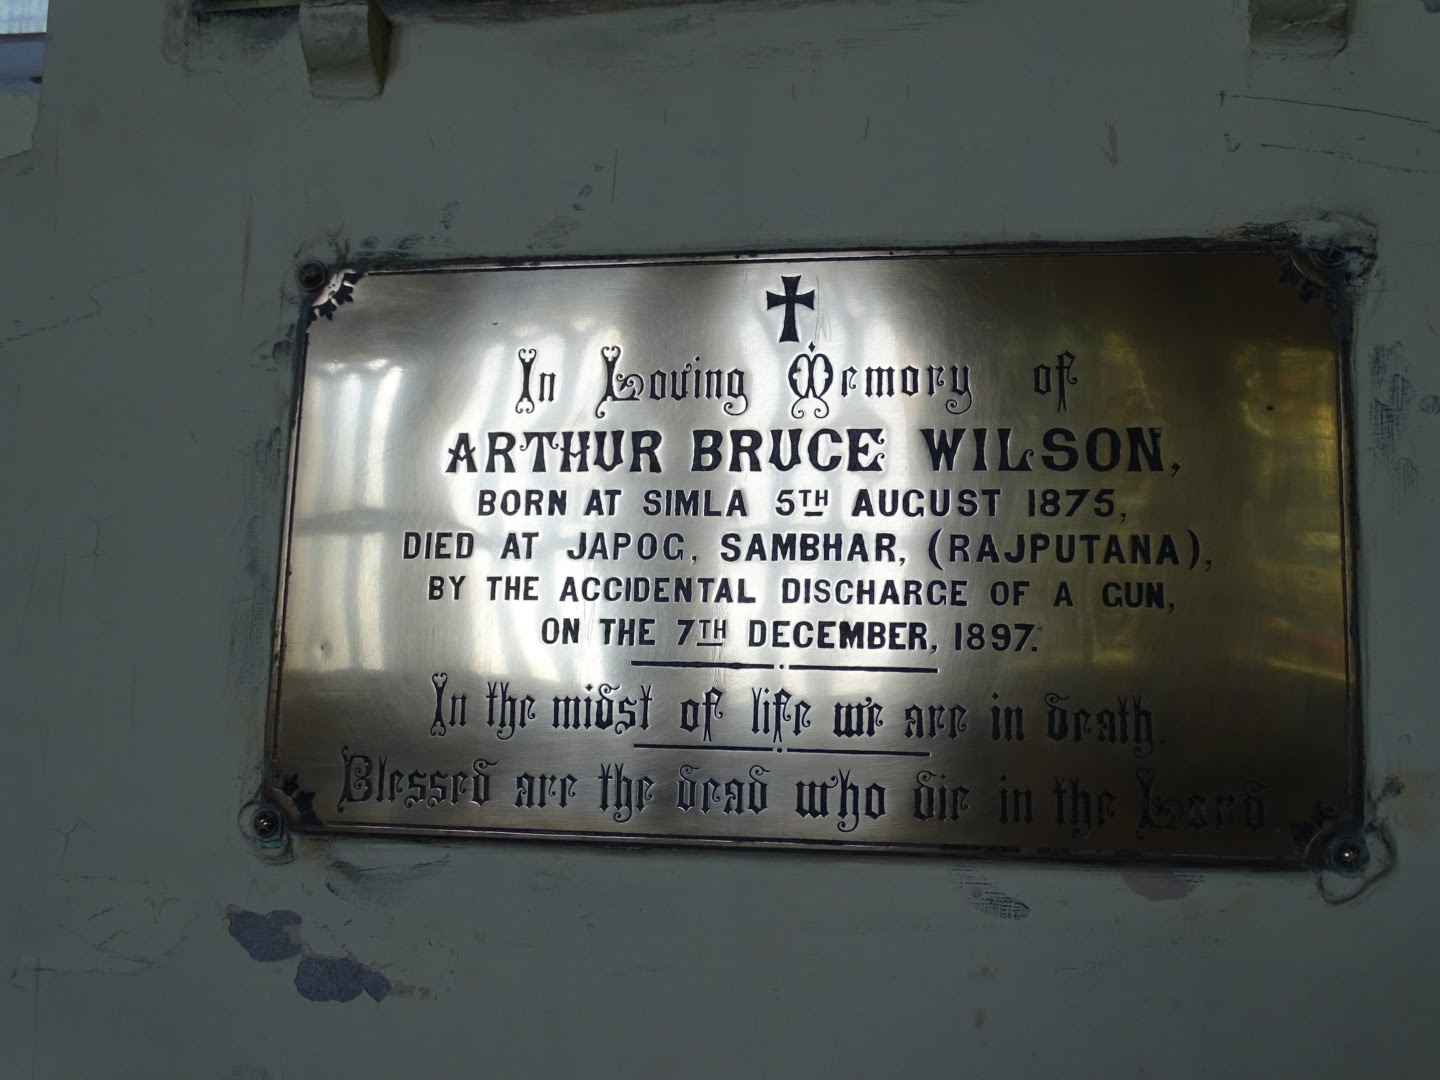 In Loving Memory of
ARTHUR BRUCE WILSON,
BORN AT SIMLA 5TH AUGUST 1875,
DIED AT JAPOG, SAMBHAR, (RAJPUTANA),
BY THE ACCIDENTAL DISCHARGE OF A GUN,
ON THE 7TH DECEMBER, 1897.
In the midst of life we are in death.
Blessed are the dead who die in the Lord.